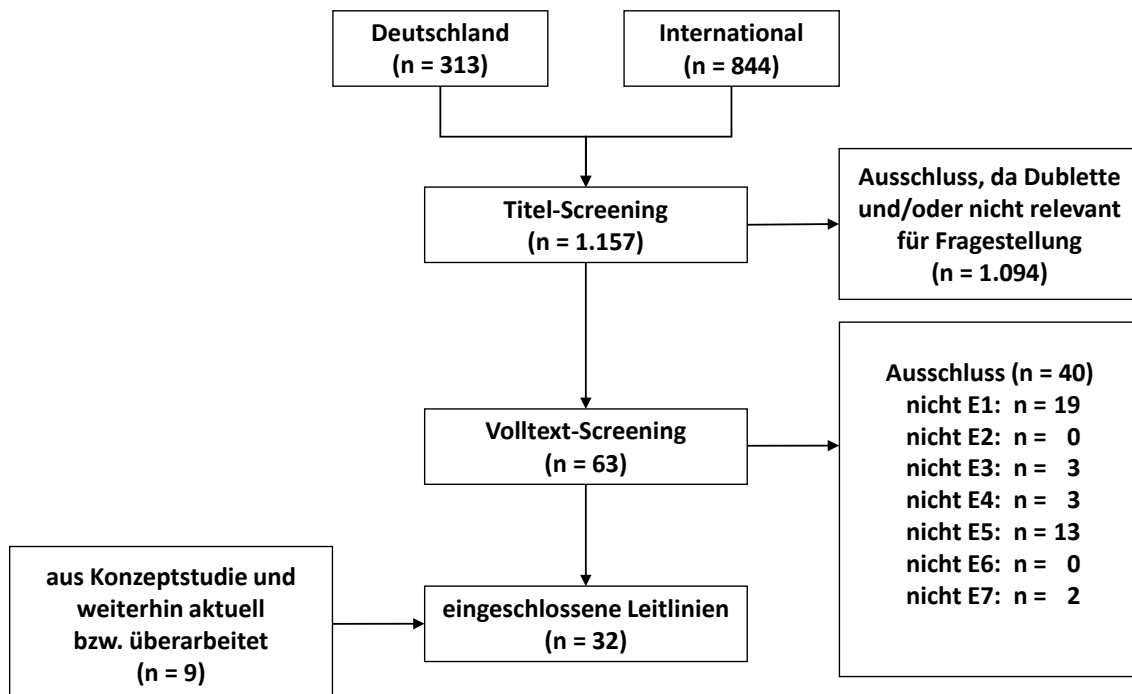 Deutschland
(n = 313)
International
(n = 844)
Titel-Screening
(n = 1.157)
Ausschluss, da Dublette
und/oder nicht relevant
für Fragestellung
(n = 1.094)
Volltext-Screening
(n = 63)
Ausschluss (n = 40)
nicht E1: n = 19
nicht E2: n = 0
nicht E3: n = 3
nicht E4: n = 3
nicht E5: n = 13
nicht E6: n = 0
nicht E7: n = 2
aus Konzeptstudie und
weiterhin aktuell
bzw. überarbeitet
(n = 9)
eingeschlossene Leitlinien
(n = 32)